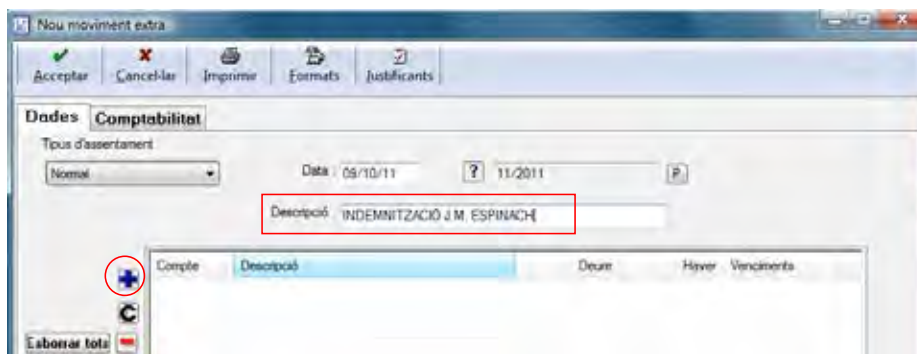 Nou moviment extra
Acceptar Cancel·lar Imprimir Formats Justificants
Dades Comptabilitat
Tipus d'assentament
Normal Data: 09/10/11 ? 11/2011 P.
Descripció INDEMNITZACIÓ J.M. ESPINACH
Compte Descripció Deure Haver Venciments
C
Esborrar tots